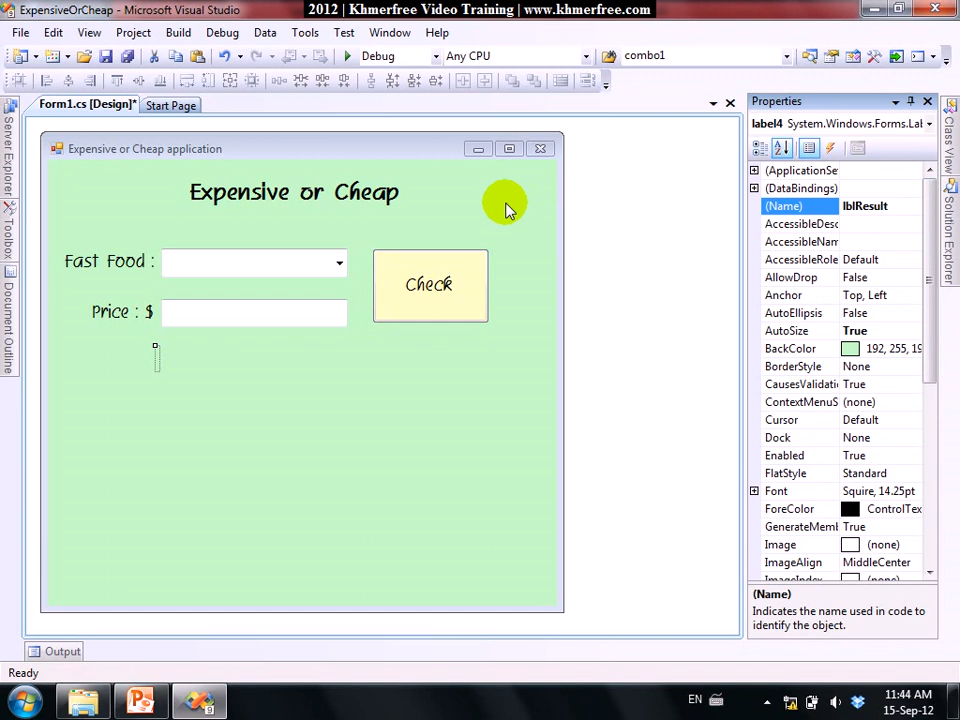 ExpensiveOrCheap - Microsoft Visual Studio
2012 | Khmerfree Video Training | www.khmerfree.com
File Edit View Project Build Debug Data Tools Test Window Help
Debug Any CPU combo1
Form1.cs [Design]* Start Page
Server Explorer
Toolbox
Document Outline
Expensive or Cheap application
Expensive or Cheap
Fast Food :
Check
Price : $
Properties
label4 System.Windows.Forms.Lab
(ApplicationSe
(DataBindings)
(Name) lblResult
AccessibleDesc
AccessibleNam
AccessibleRole Default
AllowDrop False
Anchor Top, Left
AutoEllipsis False
AutoSize True
BackColor 192, 255, 19
BorderStyle None
CausesValidati True
ContextMenuS (none)
Cursor Default
Dock None
Enabled True
FlatStyle Standard
Font Squire, 14.25pt
ForeColor ControlTex
GenerateMemb True
Image (none)
ImageAlign MiddleCenter
ImageIndex (none)
(Name)
Indicates the name used in code to
identify the object.
Class View
Solution Explorer
Output
Ready
EN
11:44 AM
15-Sep-12